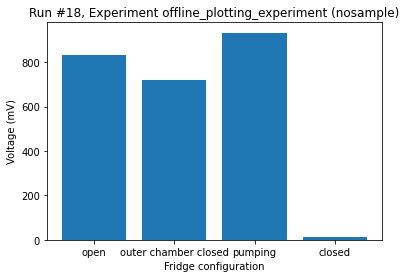 Run #18, Experiment offline_plotting_experiment (nosample)
Voltage (mV)
800
600
400
200
0
open outer chamber closed pumping closed
Fridge configuration